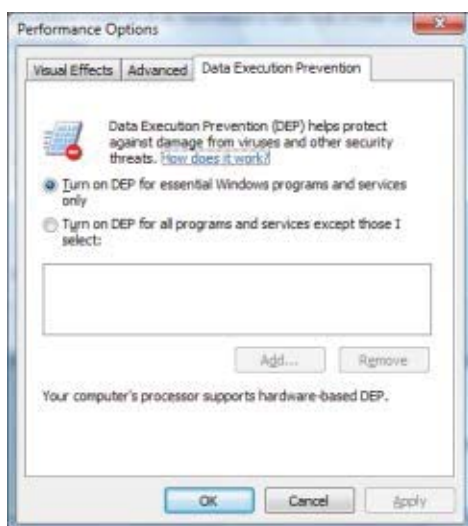 Performance Options
Visual Effects
Advanced
Data Execution Prevention
Data Execution Prevention (DEP) helps protect
against damage from viruses and other security
threats. How does it work?
Turn on DEP for essential Windows programs and services
only
Turn on DEP for all programs and services except those I
select:
Add...
Remove
Your computer's processor supports hardware-based DEP.
OK
Cancel
Apply